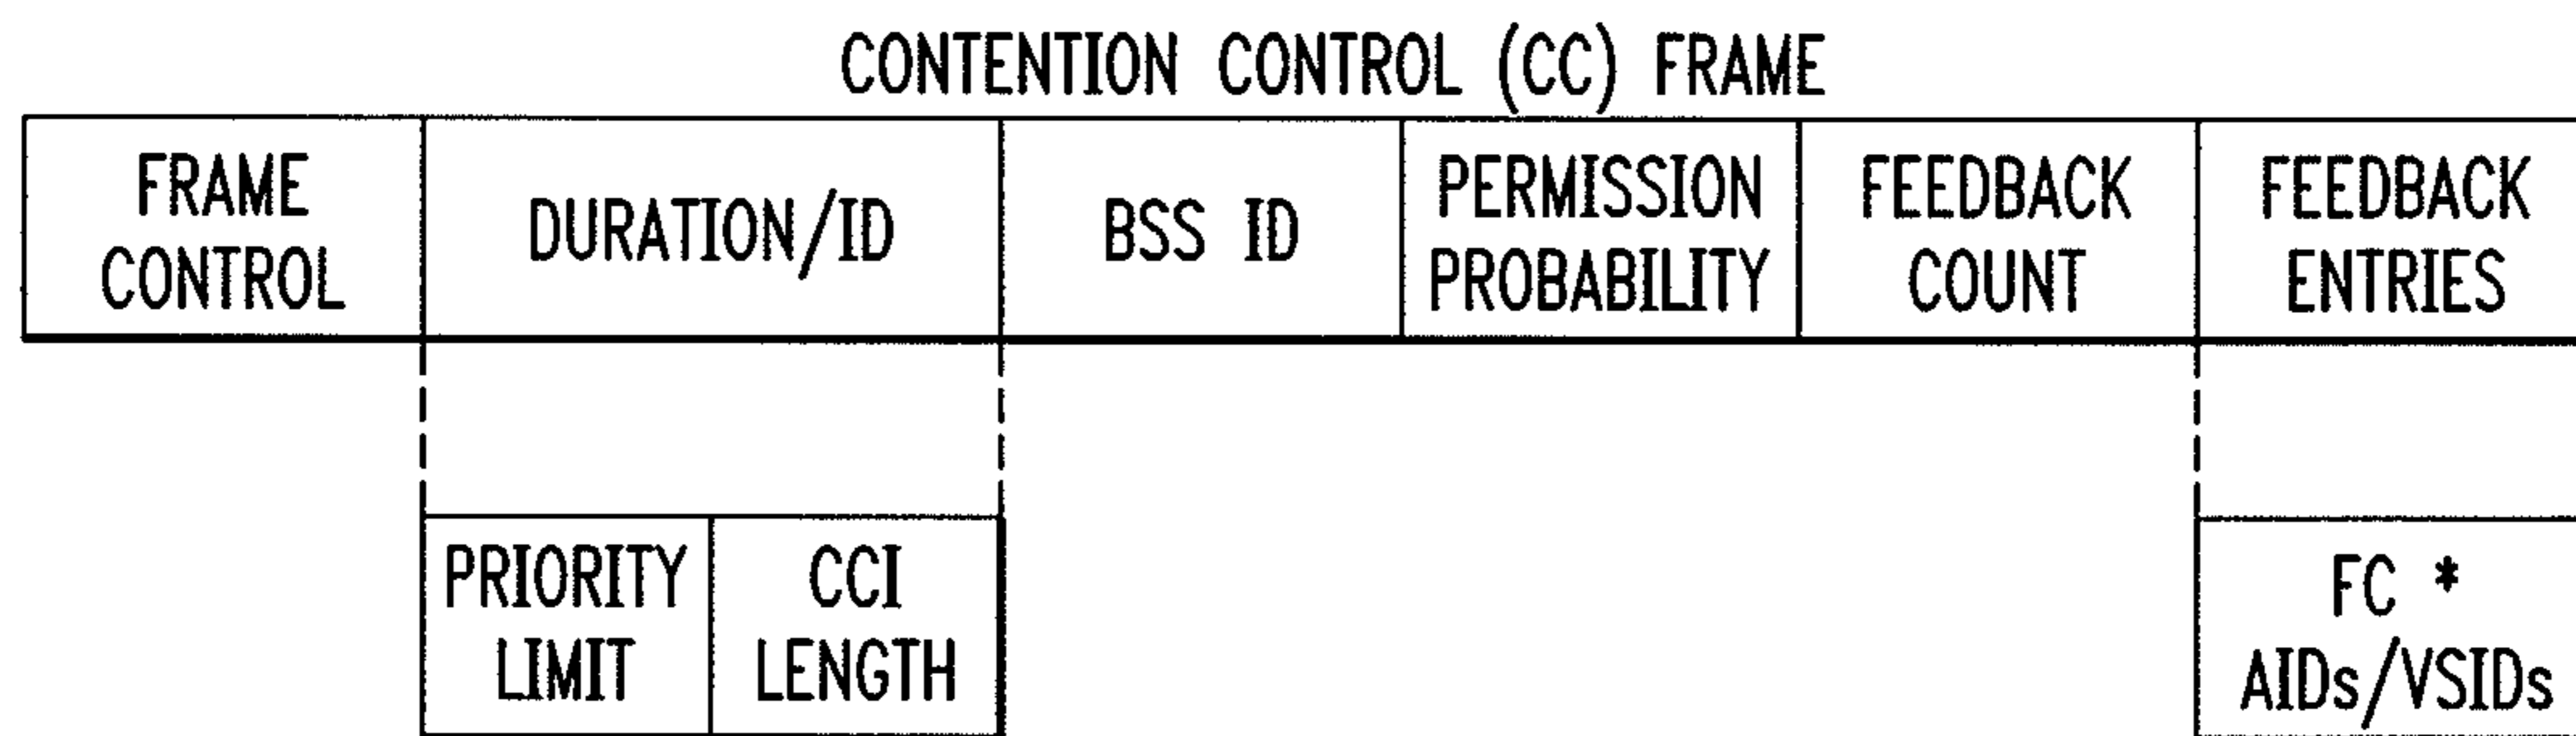 CONTENTION CONTROL (CC) FRAME
FRAME CONTROL
DURATION/ID
BSS ID
PERMISSION PROBABILITY
FEEDBACK COUNT
FEEDBACK ENTRIES
PRIORITY LIMIT
CCI LENGTH
FC *
AIDs/VSIDs